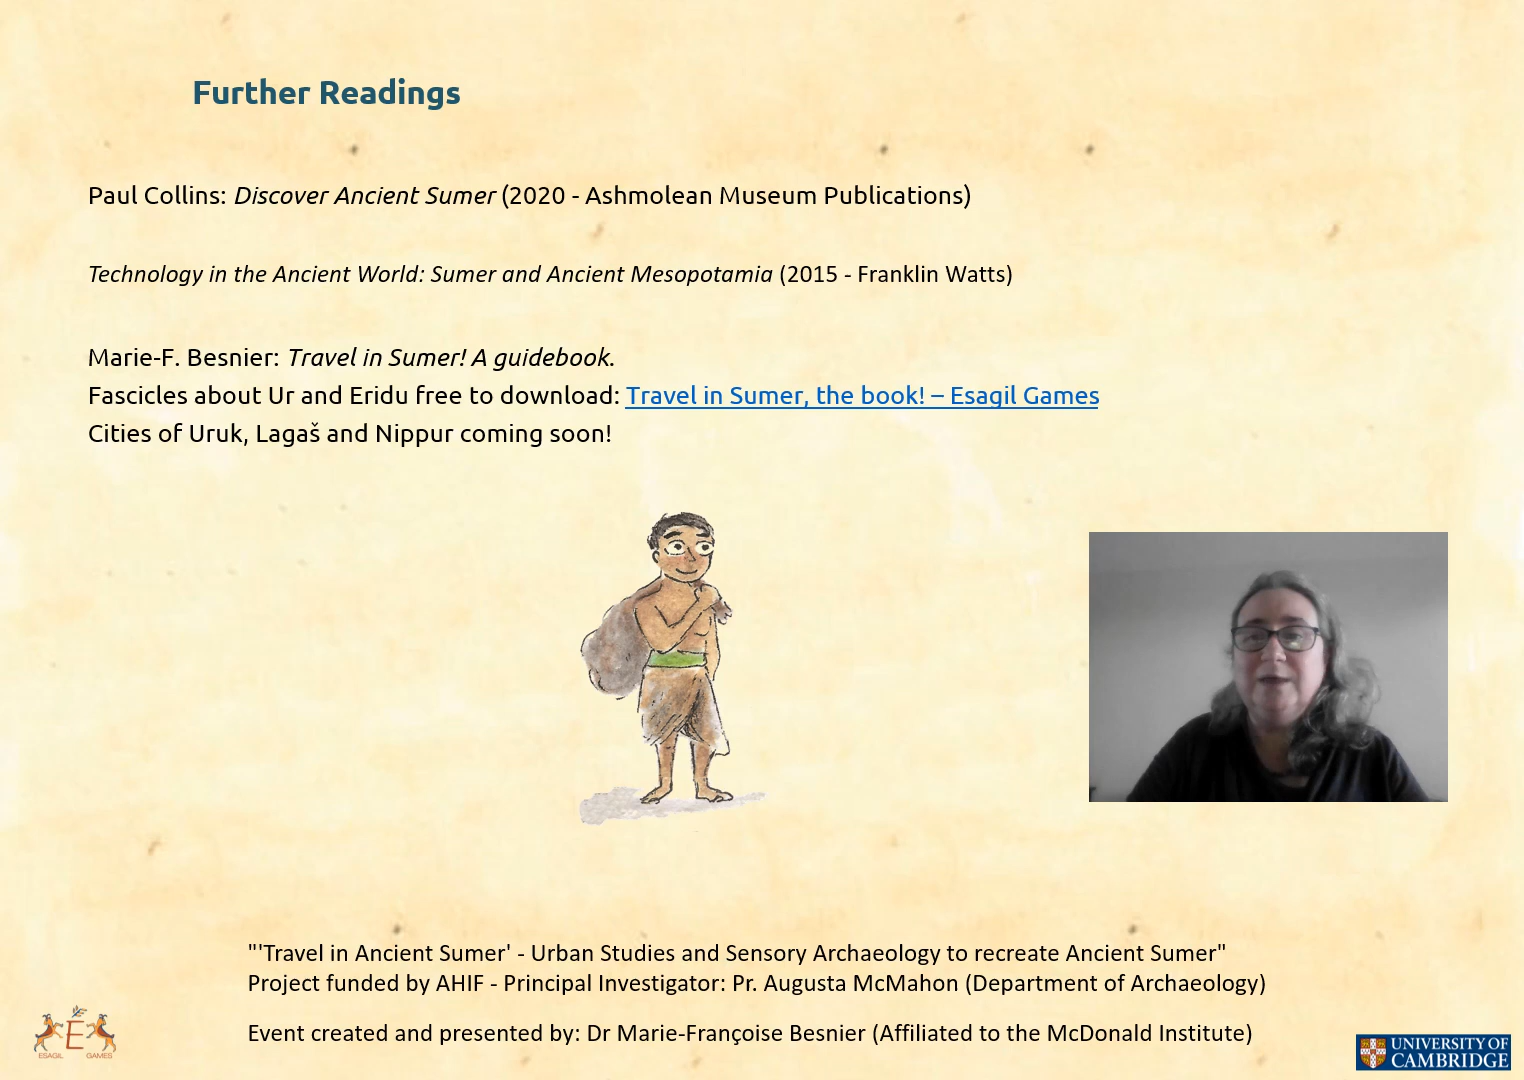 Further Readings
Paul Collins: Discover Ancient Sumer (2020 - Ashmolean Museum Publications)
Technology in the Ancient World: Sumer and Ancient Mesopotamia (2015 - Franklin Watts)
Marie-F. Besnier: Travel in Sumer! A guidebook.
Fascicles about Ur and Eridu free to download: Travel in Sumer, the book! – Esagil Games
Cities of Uruk, Lagaš and Nippur coming soon!
"'Travel in Ancient Sumer' - Urban Studies and Sensory Archaeology to recreate Ancient Sumer"
Project funded by AHIF - Principal Investigator: Pr. Augusta McMahon (Department of Archaeology)
Event created and presented by: Dr Marie-Françoise Besnier (Affiliated to the McDonald Institute)
E
ESAGIL GAMES
UNIVERSITY OF
CAMBRIDGE